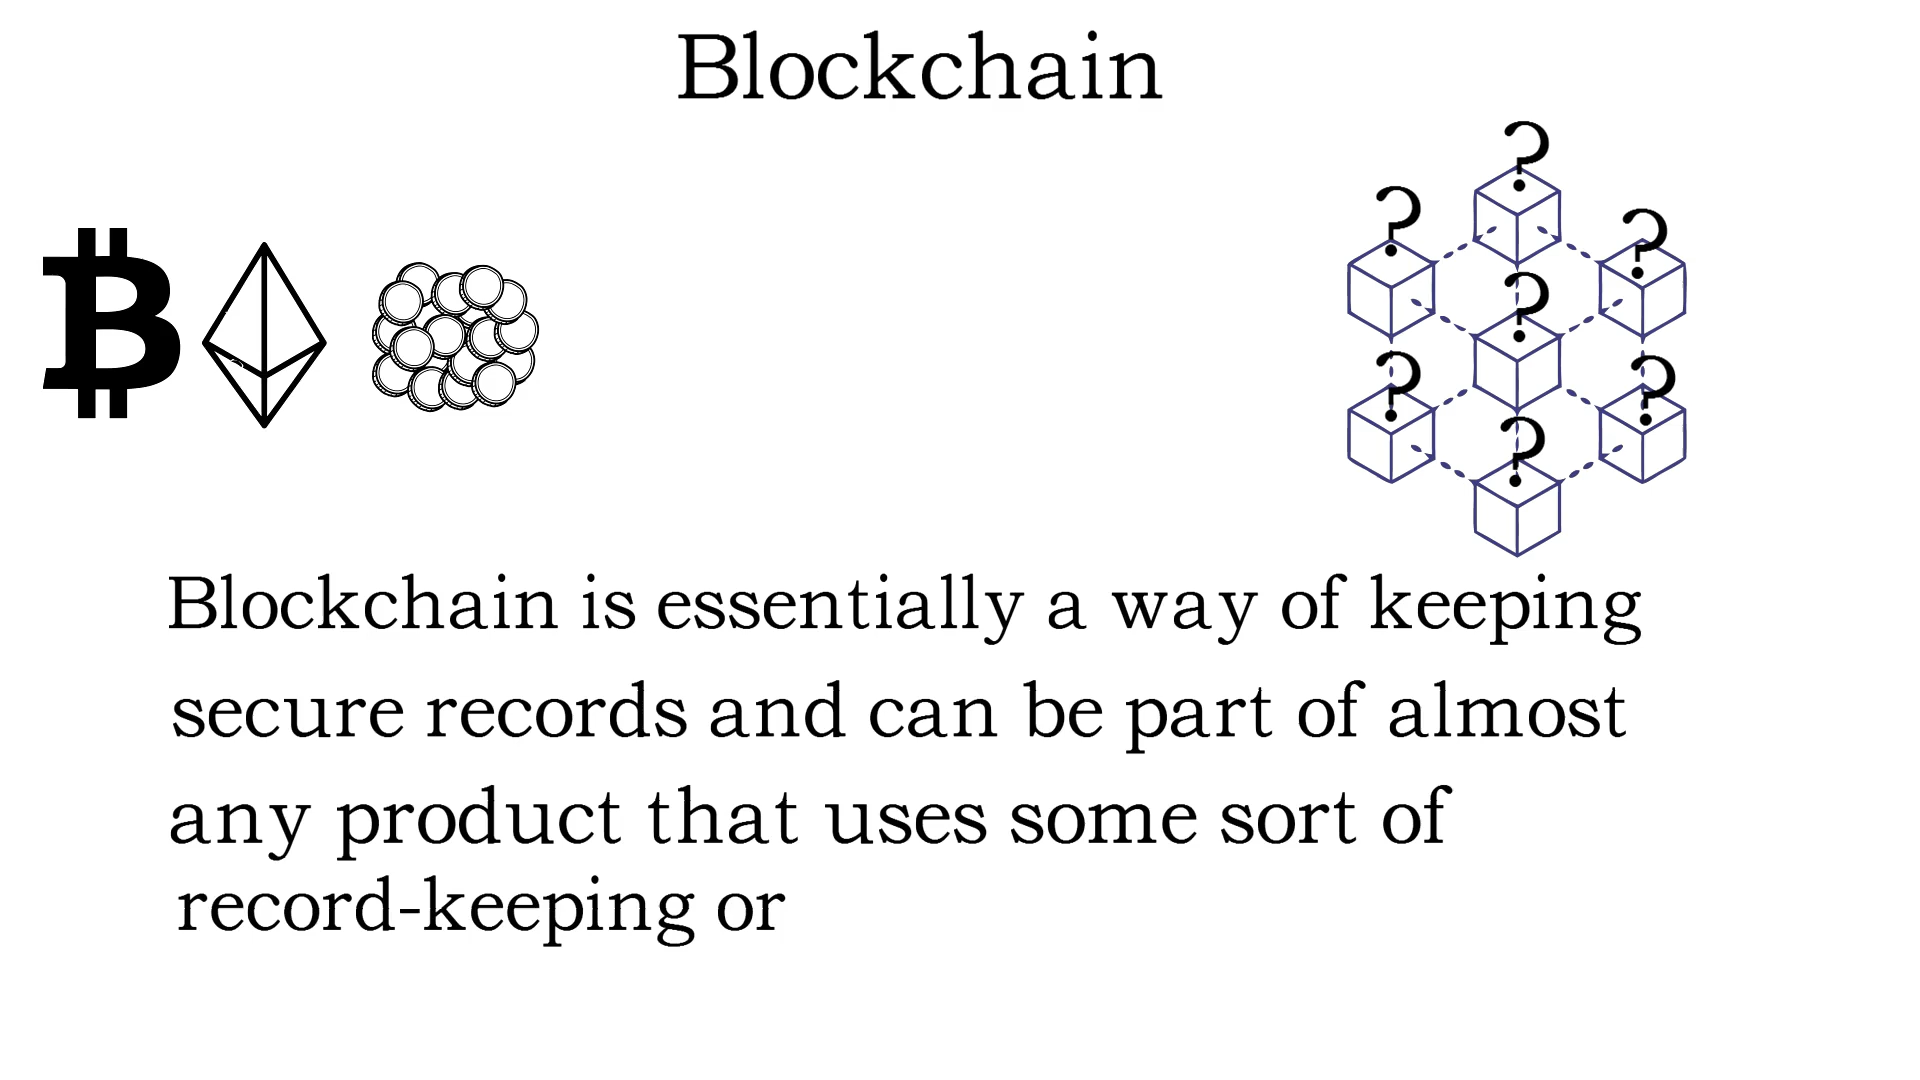 Blockchain
?
?
?
?
?
?
?
Blockchain is essentially a way of keeping
secure records and can be part of almost
any product that uses some sort of
record-keeping or